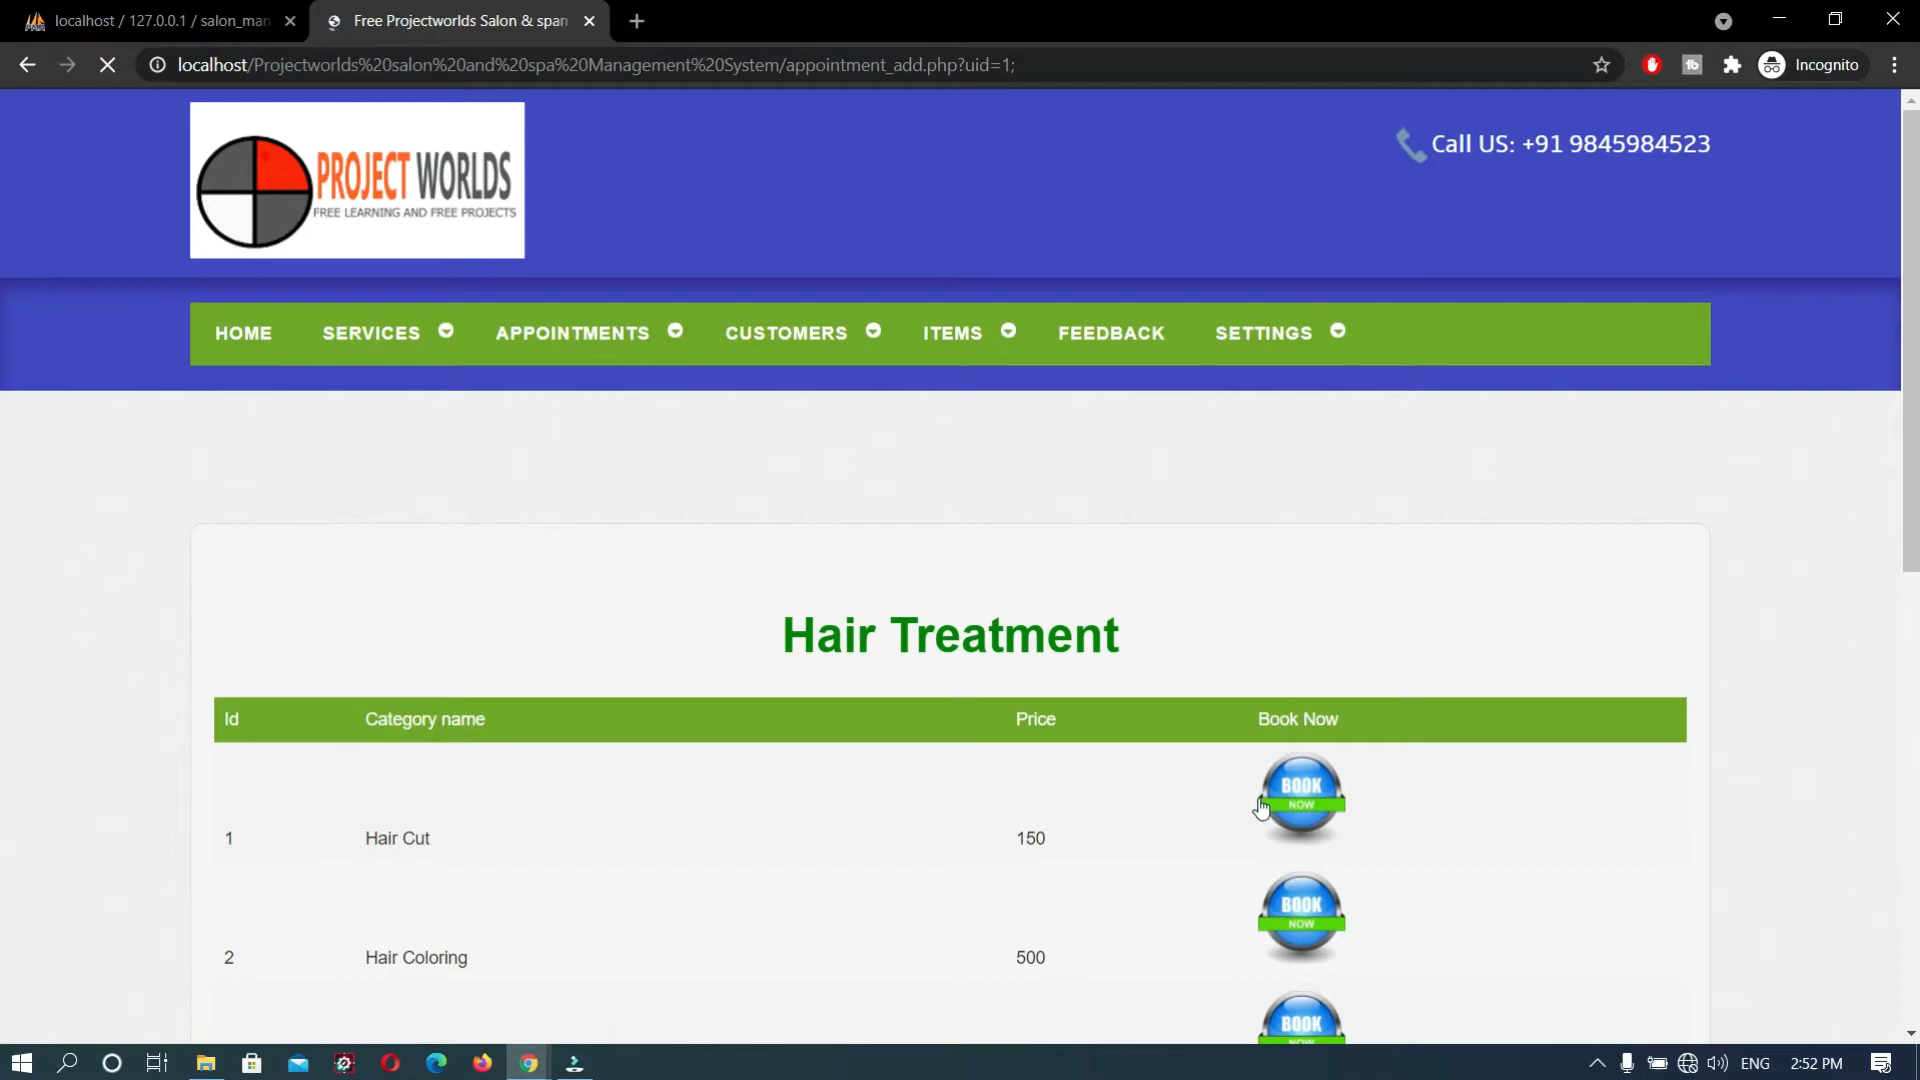 localhost / 127.0.0.1 / salon_man
Free Projectworlds Salon & span
localhost/Projectworlds%20salon%20and%20spa%20Management%20System/appointment_add.php?uid=1;
Incognito
PROJECT WORLDS
FREE LEARNING AND FREE PROJECTS
Call US: +91 9845984523
HOME SERVICES APPOINTMENTS CUSTOMERS ITEMS FEEDBACK SETTINGS
Hair Treatment
Id Category name Price Book Now
BOOK
NOW
1 Hair Cut 150
BOOK
NOW
2 Hair Coloring 500
BOOK
NOW
ENG 2:52 PM